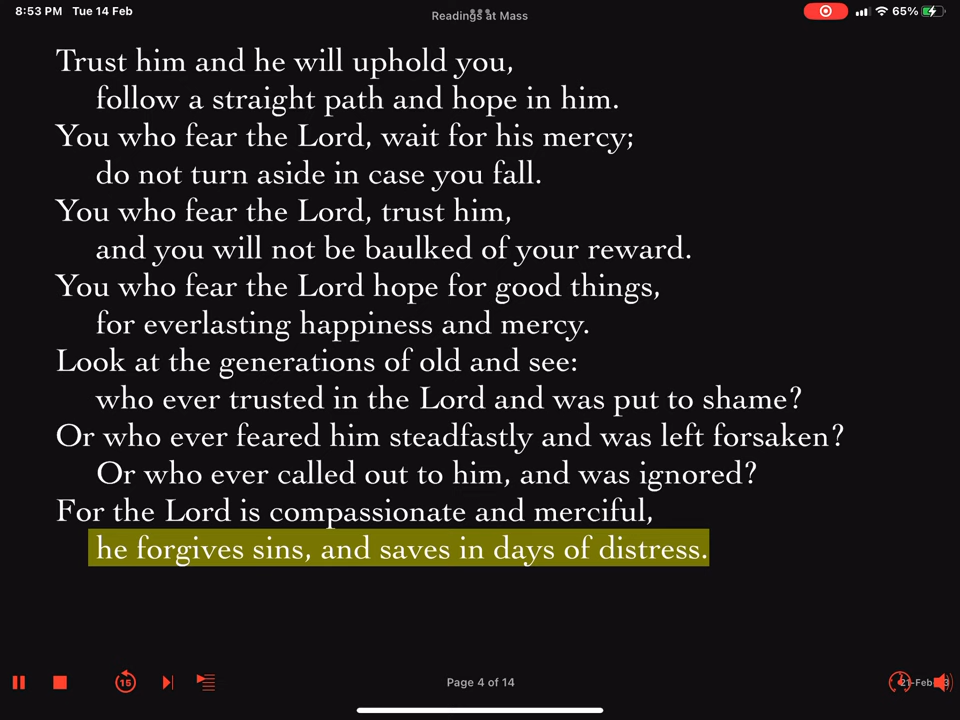 8:53 PM Tue 14 Feb
Readings at Mass
65%
Trust him and he will uphold you,
follow a straight path and hope in him.
You who fear the Lord, wait for his mercy;
do not turn aside in case you fall.
You who fear the Lord, trust him,
and you will not be baulked of your reward.
You who fear the Lord hope for good things,
for everlasting happiness and mercy.
Look at the generations of old and see:
who ever trusted in the Lord and was put to shame?
Or who ever feared him steadfastly and was left forsaken?
Or who ever called out to him, and was ignored?
For the Lord is compassionate and merciful,
he forgives sins, and saves in days of distress.
15
Page 4 of 14